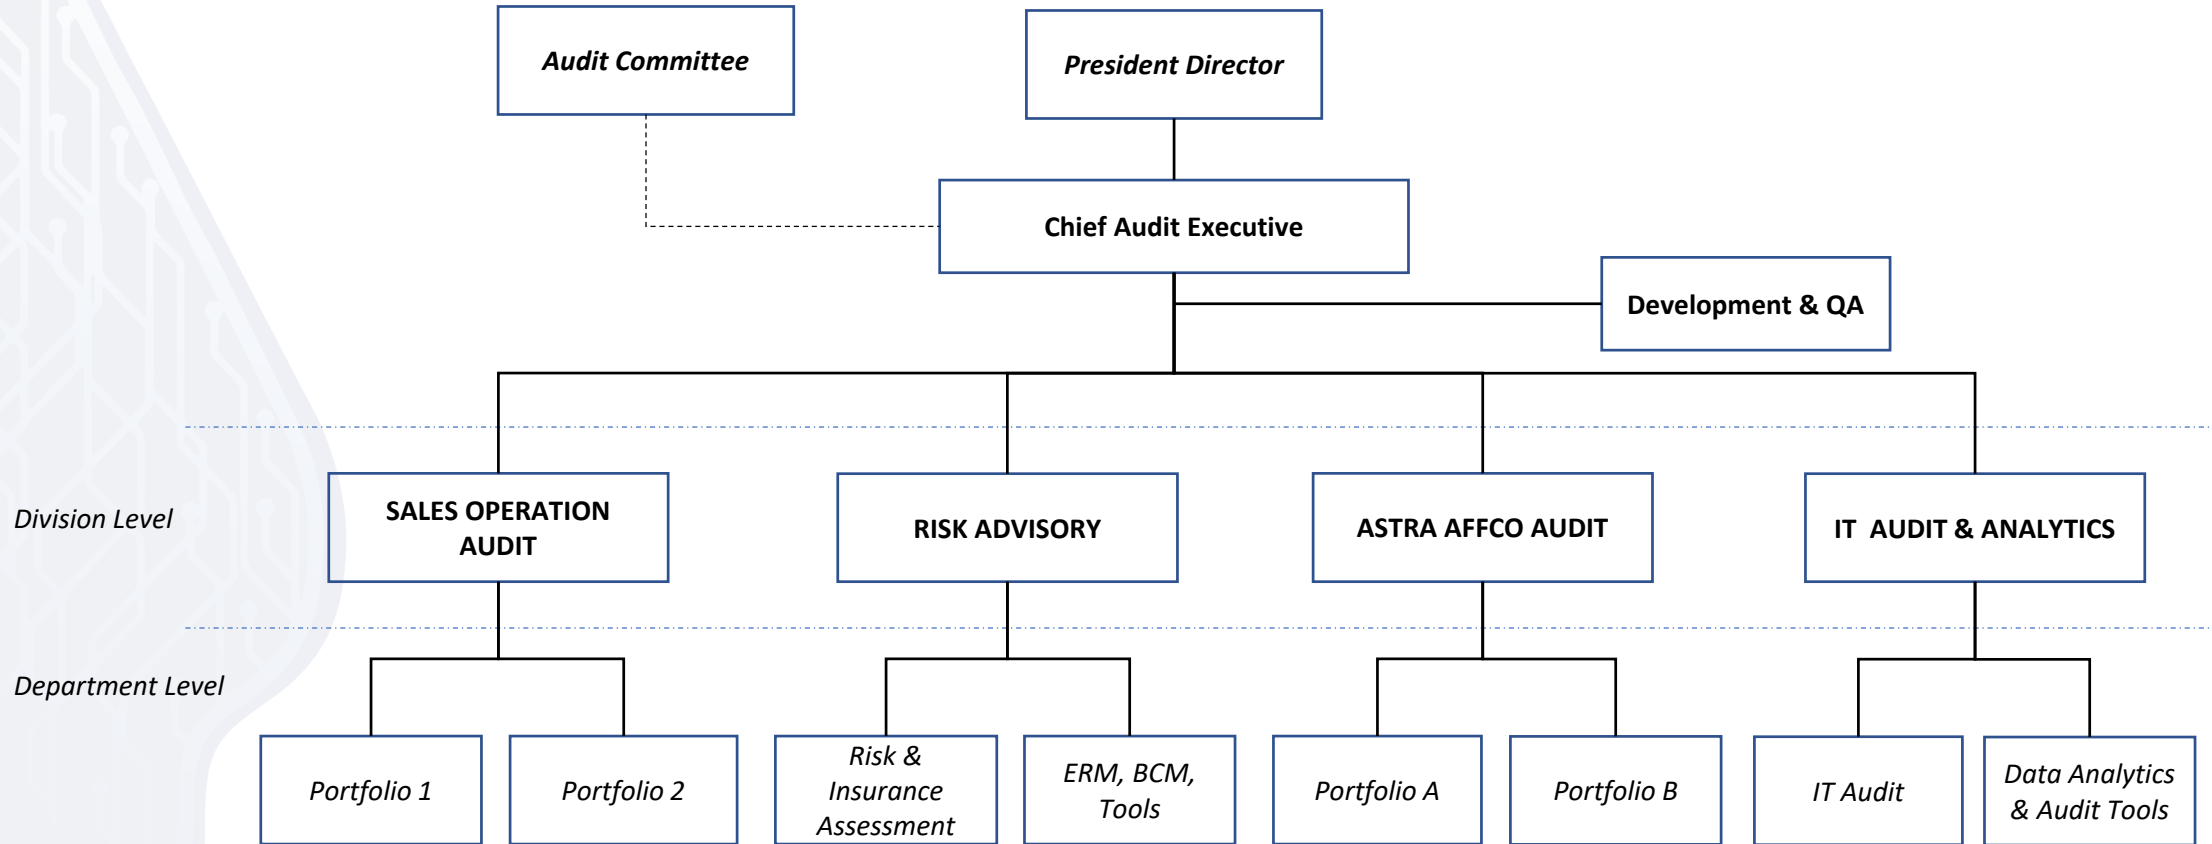 Audit Committee
President Director
Chief Audit Executive
Development & QA
Division Level
SALES OPERATION
AUDIT
RISK ADVISORY
ASTRA AFFCO AUDIT
IT  AUDIT & ANALYTICS
Department Level
Portfolio 1
Portfolio 2
Risk &
Insurance
Assessment
ERM, BCM,
Tools
Portfolio A
Portfolio B
IT Audit
Data Analytics
& Audit Tools